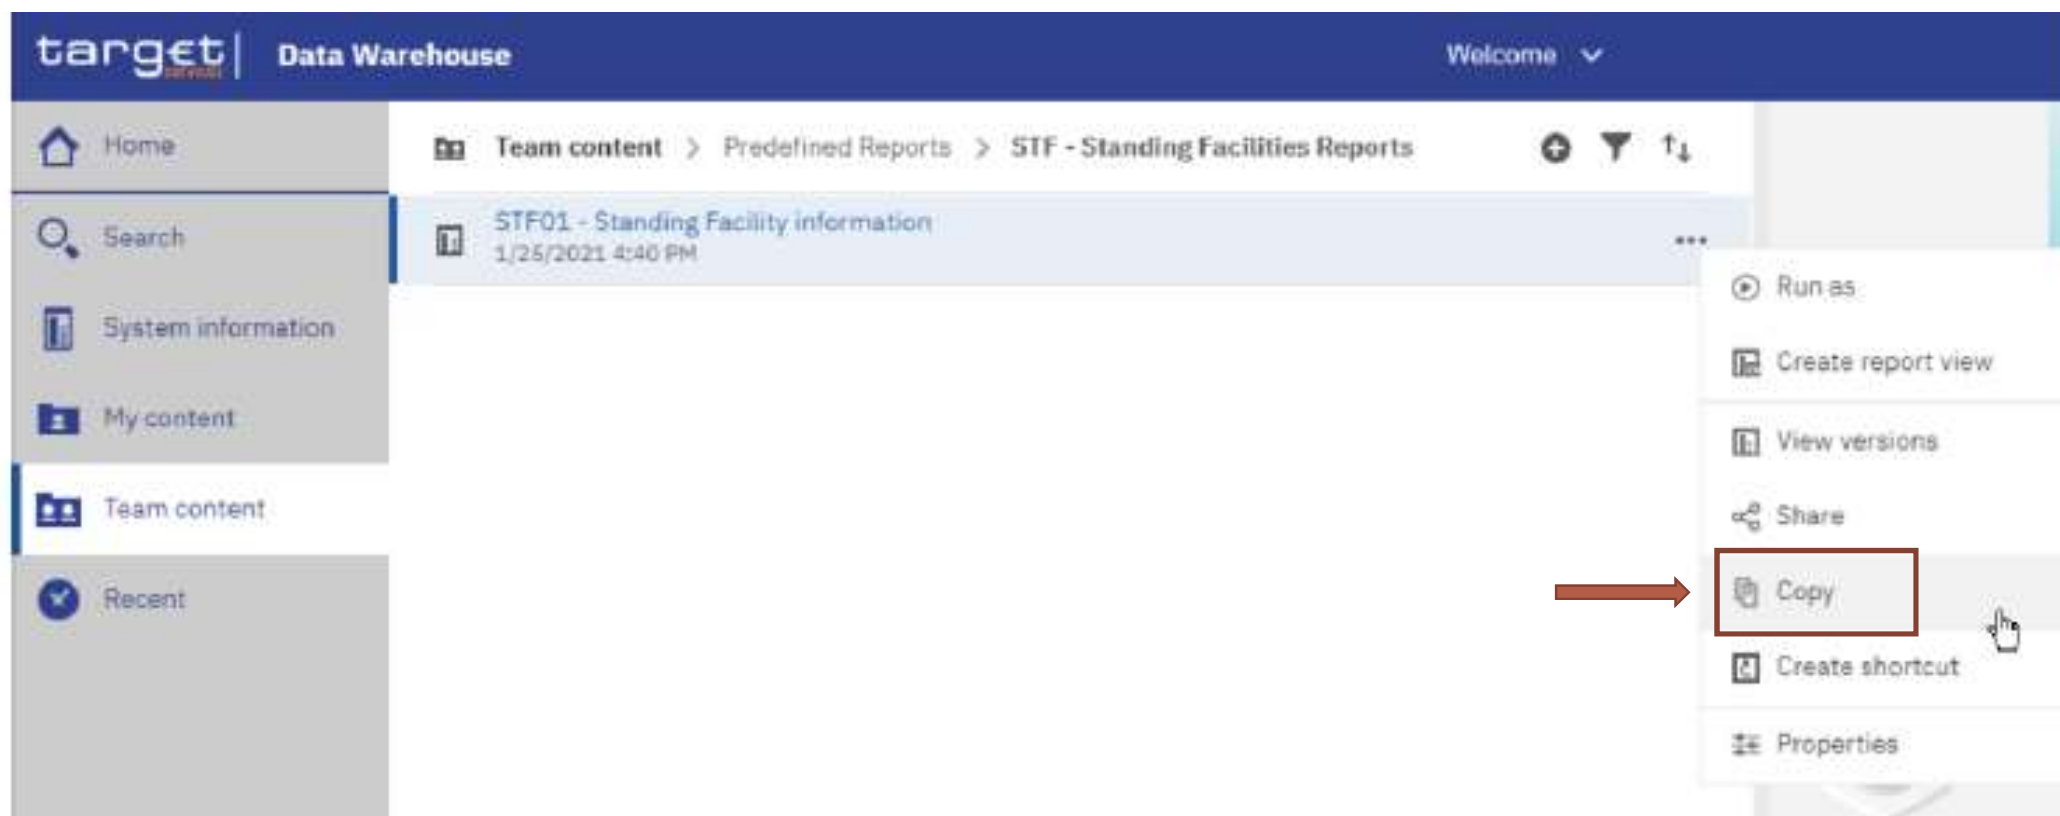 target | Data Warehouse
services
Welcome
Home
Search
System information
My content
Team content
Recent
Team content > Predefined Reports > STF - Standing Facilities Reports
STF01 - Standing Facility information
1/25/2021 4:40 PM
Run as
Create report view
View versions
Share
Copy
Create shortcut
Properties